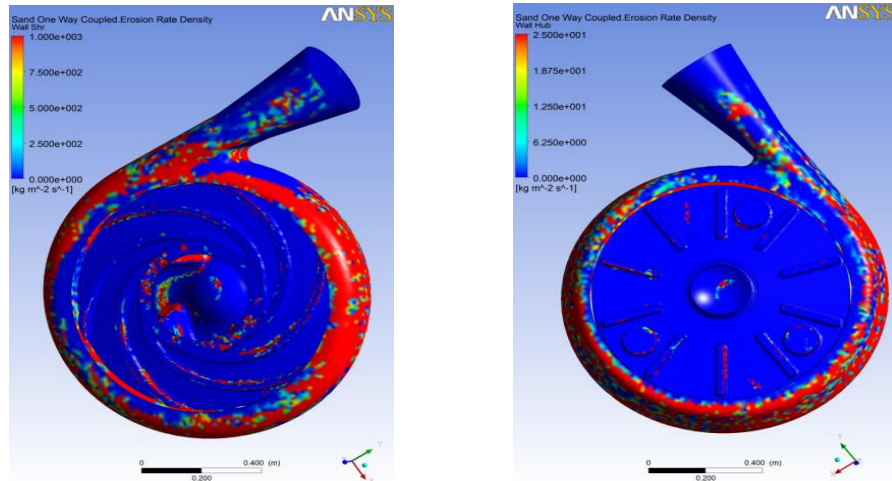 Sand One Way Coupled.Erosion Rate Density
Wall Shr
ANSYS
1.000e+003
7.500e+002
5.000e+002
2.500e+002
0.000e+000
[kg m^-2 s^-1]
0 0.400 (m)
0.200
Y
Sand One Way Coupled.Erosion Rate Density
Wall Hub
ANSYS
2.500e+001
1.875e+001
1.250e+001
6.250e+000
0.000e+000
[kg m^-2 s^-1]
0 0.400 (m)
0.200
Y
X